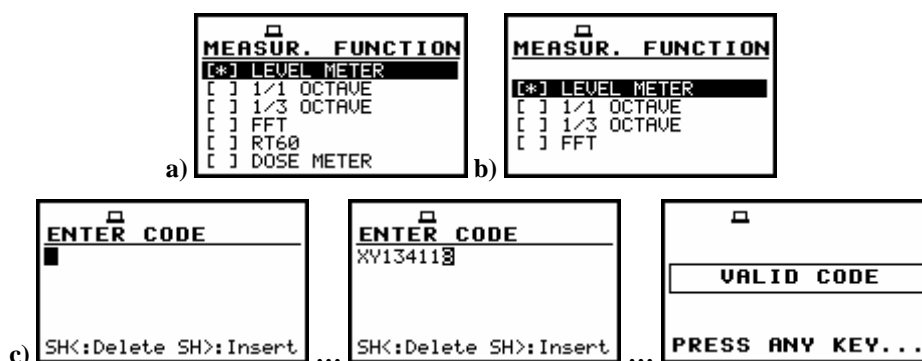 MEASUR. FUNCTION
[*] LEVEL METER
[ ] 1/1 OCTAVE
[ ] 1/3 OCTAVE
[ ] FFT
[ ] RT60
[ ] DOSE METER
a)
MEASUR. FUNCTION
[*] LEVEL METER
[ ] 1/1 OCTAVE
[ ] 1/3 OCTAVE
[ ] FFT
b)
ENTER CODE
SH<:Delete SH>:Insert
c)
...
ENTER CODE
XY134118
SH<:Delete SH>:Insert
...
VALID CODE
PRESS ANY KEY...